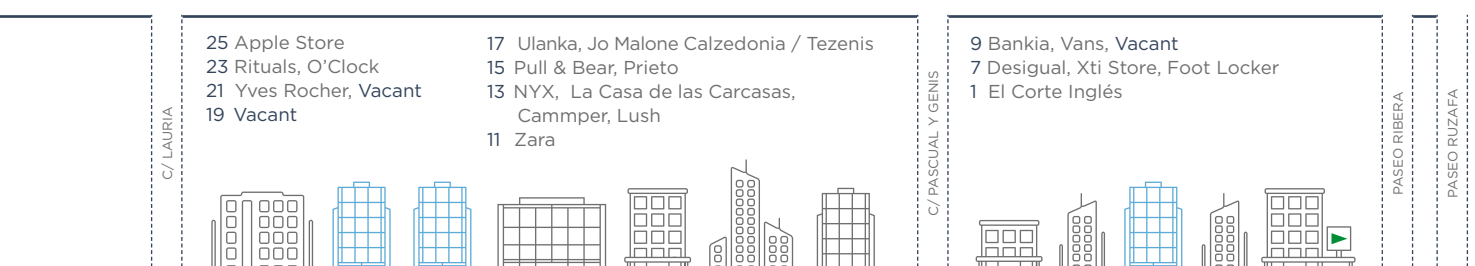 C/ LAURIA
25 Apple Store
23 Rituals, O’Clock
21 Yves Rocher, Vacant
19 Vacant
17 Ulanka, Jo Malone Calzedonia / Tezenis
15 Pull & Bear, Prieto
13 NYX, La Casa de las Carcasas,
Cammper, Lush
11 Zara
C/ PASCUAL Y GENIS
9 Bankia, Vans, Vacant
7 Desigual, Xti Store, Foot Locker
1 El Corte Inglés
PASEO RIBERA
PASEO RUZAFA